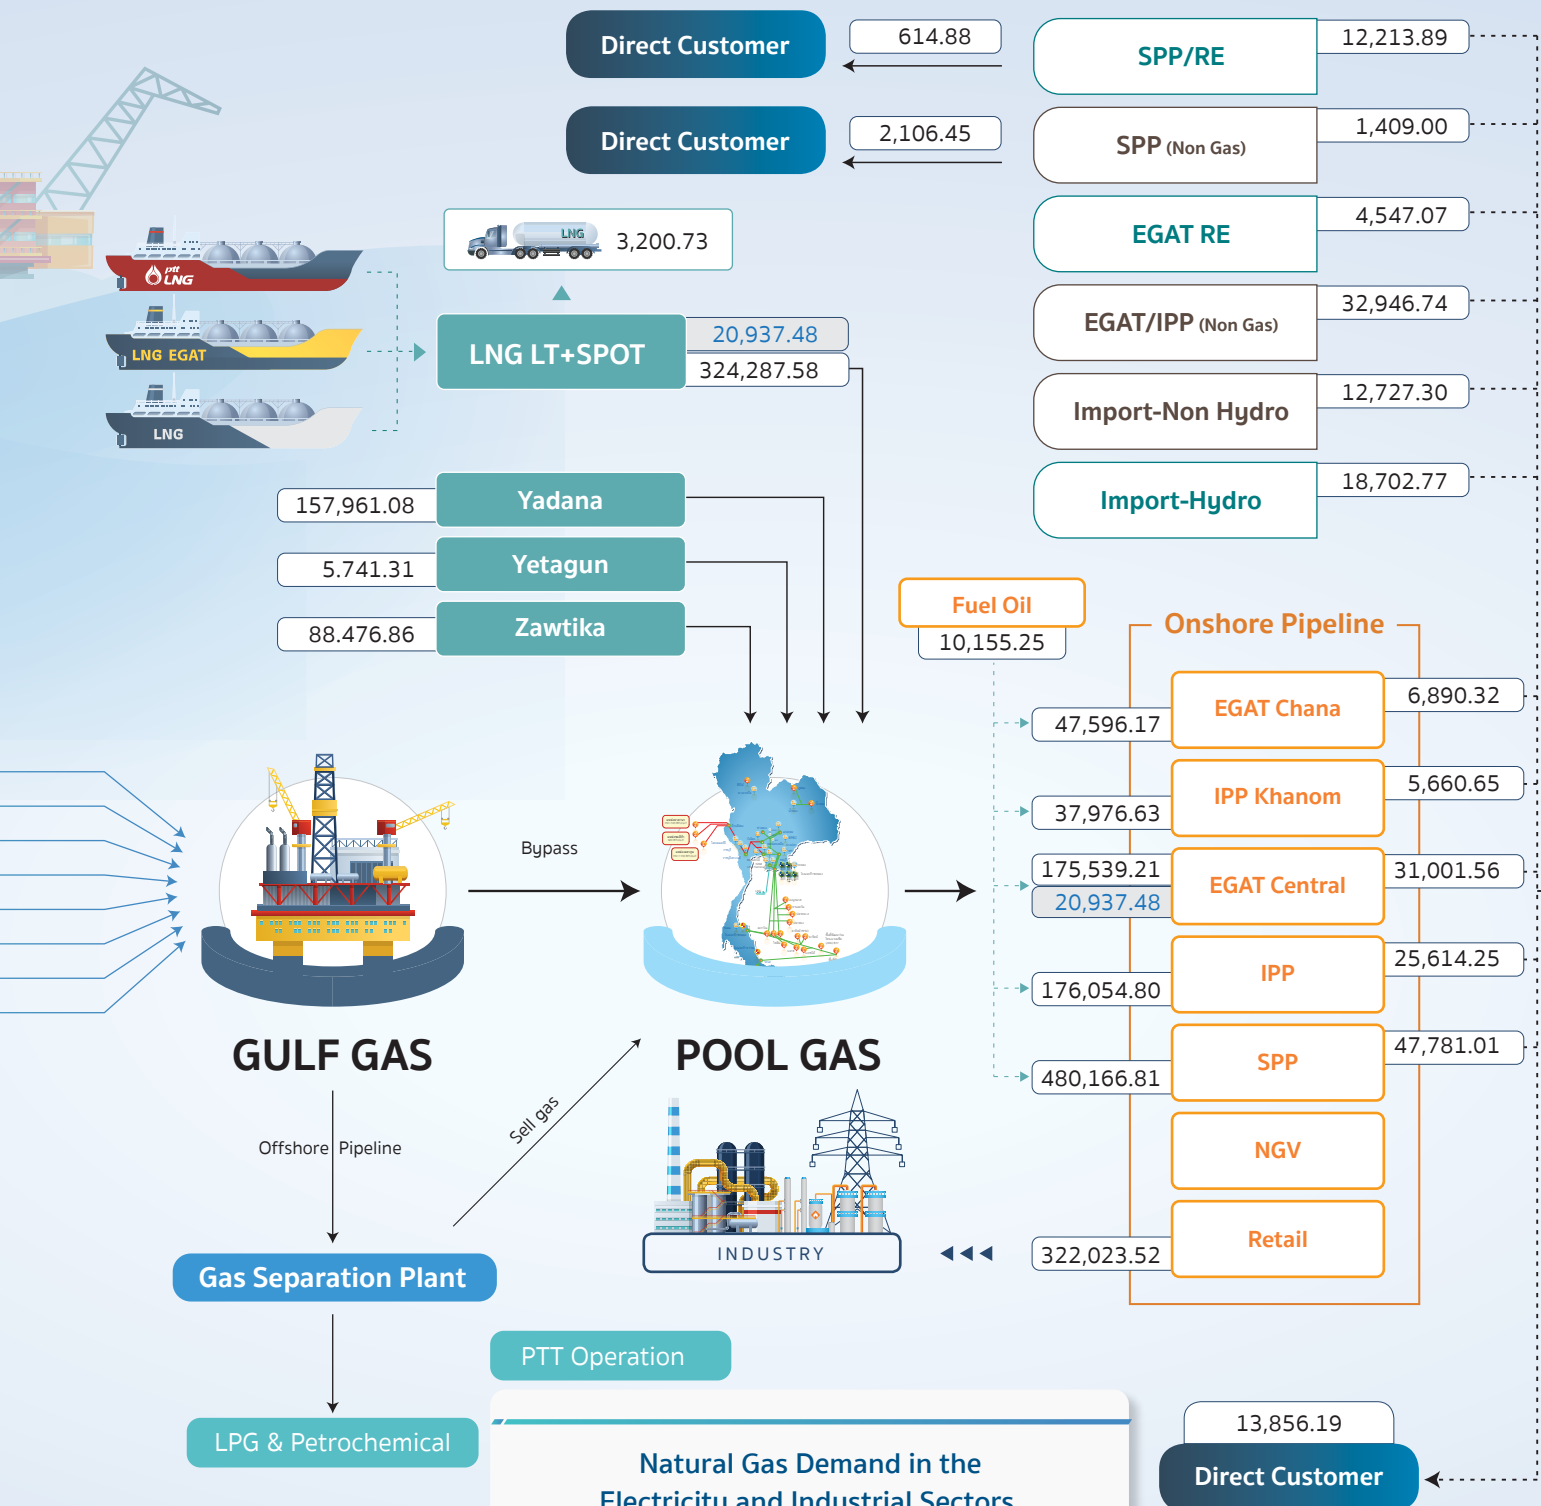 Direct Customer
614.88
SPP/RE
12,213.89
Direct Customer
2,106.45
SPP (Non Gas)
1,409.00
EGAT RE
4,547.07
EGAT/IPP (Non Gas)
32,946.74
Import-Non Hydro
12,727.30
Import-Hydro
18,702.77
LNG
3,200.73
ptt
LNG
LNG EGAT
LNG
LNG LT+SPOT
20,937.48
324,287.58
157,961.08
Yadana
5.741.31
Yetagun
88.476.86
Zawtika
Fuel Oil
10,155.25
Onshore Pipeline
47,596.17
EGAT Chana
6,890.32
37,976.63
IPP Khanom
5,660.65
175,539.21
20,937.48
EGAT Central
31,001.56
176,054.80
IPP
25,614.25
480,166.81
SPP
47,781.01
NGV
322,023.52
Retail
Bypass
GULF GAS
POOL GAS
Offshore Pipeline
Sell gas
INDUSTRY
Gas Separation Plant
LPG & Petrochemical
PTT Operation
Natural Gas Demand in the
Electricity and Industrial Sectors
13,856.19
Direct Customer